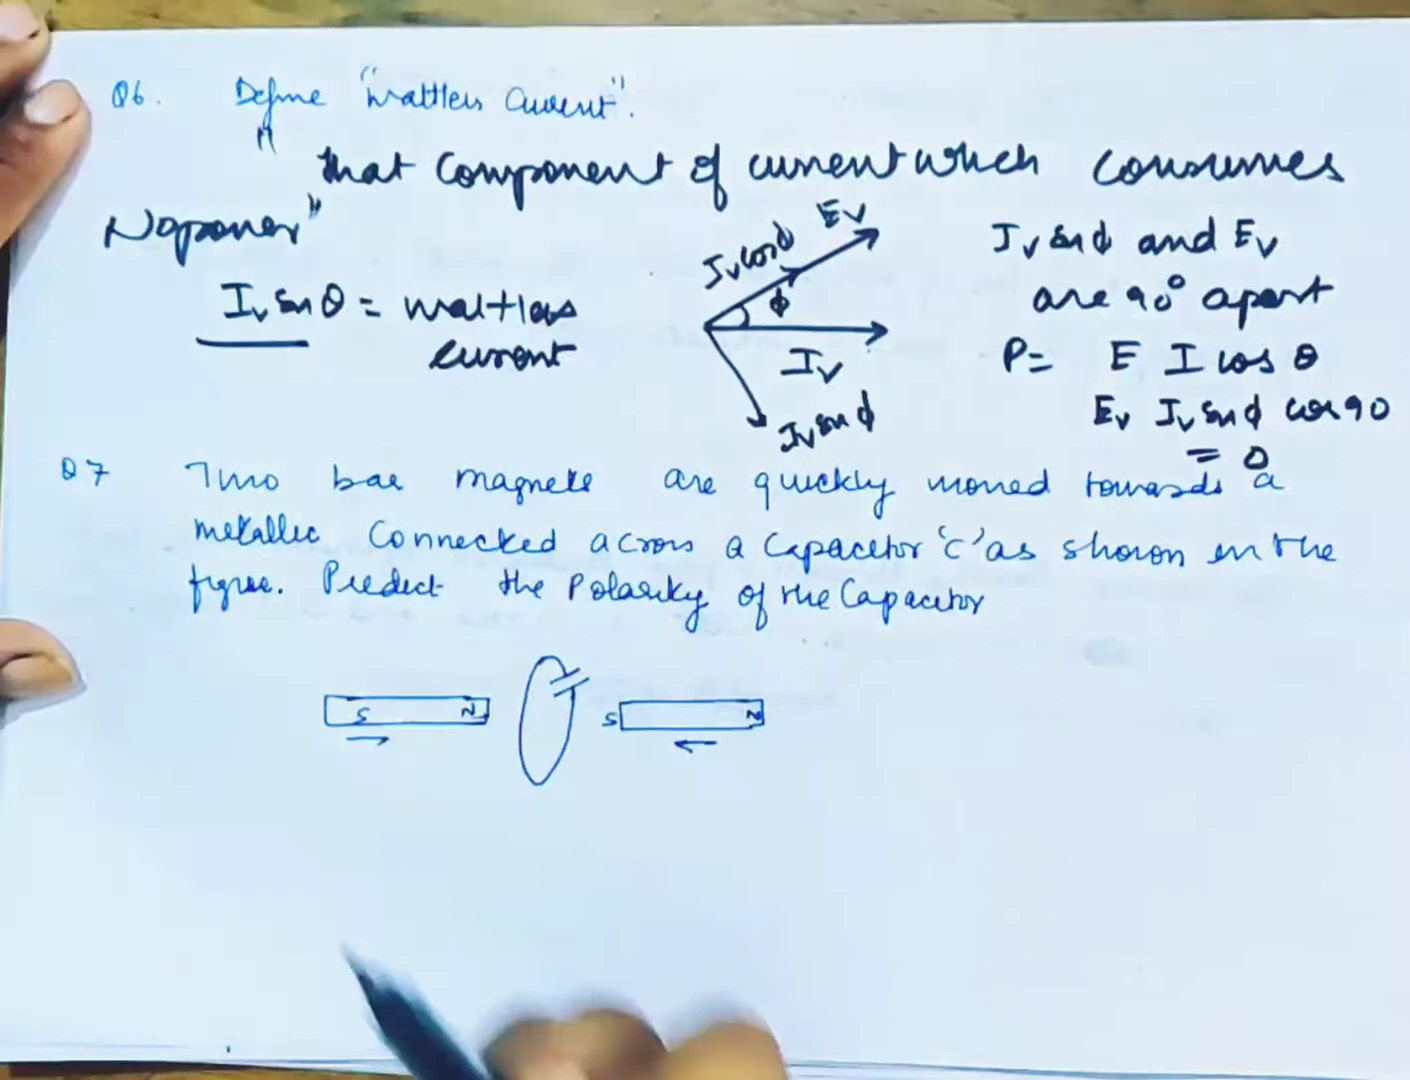 Q6. Define "Wattless Current".
" that component of current which consumes
No power"
Iv sin θ = wattless
current
Iv cos ϕ Ev
ϕ
Iv
Iv sin ϕ
Iv sin ϕ and Ev
are 90° apart
P= E I cos θ
Ev Iv sin ϕ cos 90
= 0
Q7 Two bar magnets are quickly moved towards a
metallic connected across a capacitor 'c' as shown in the
figure. Predict the Polarity of the Capacitor
S N
S N